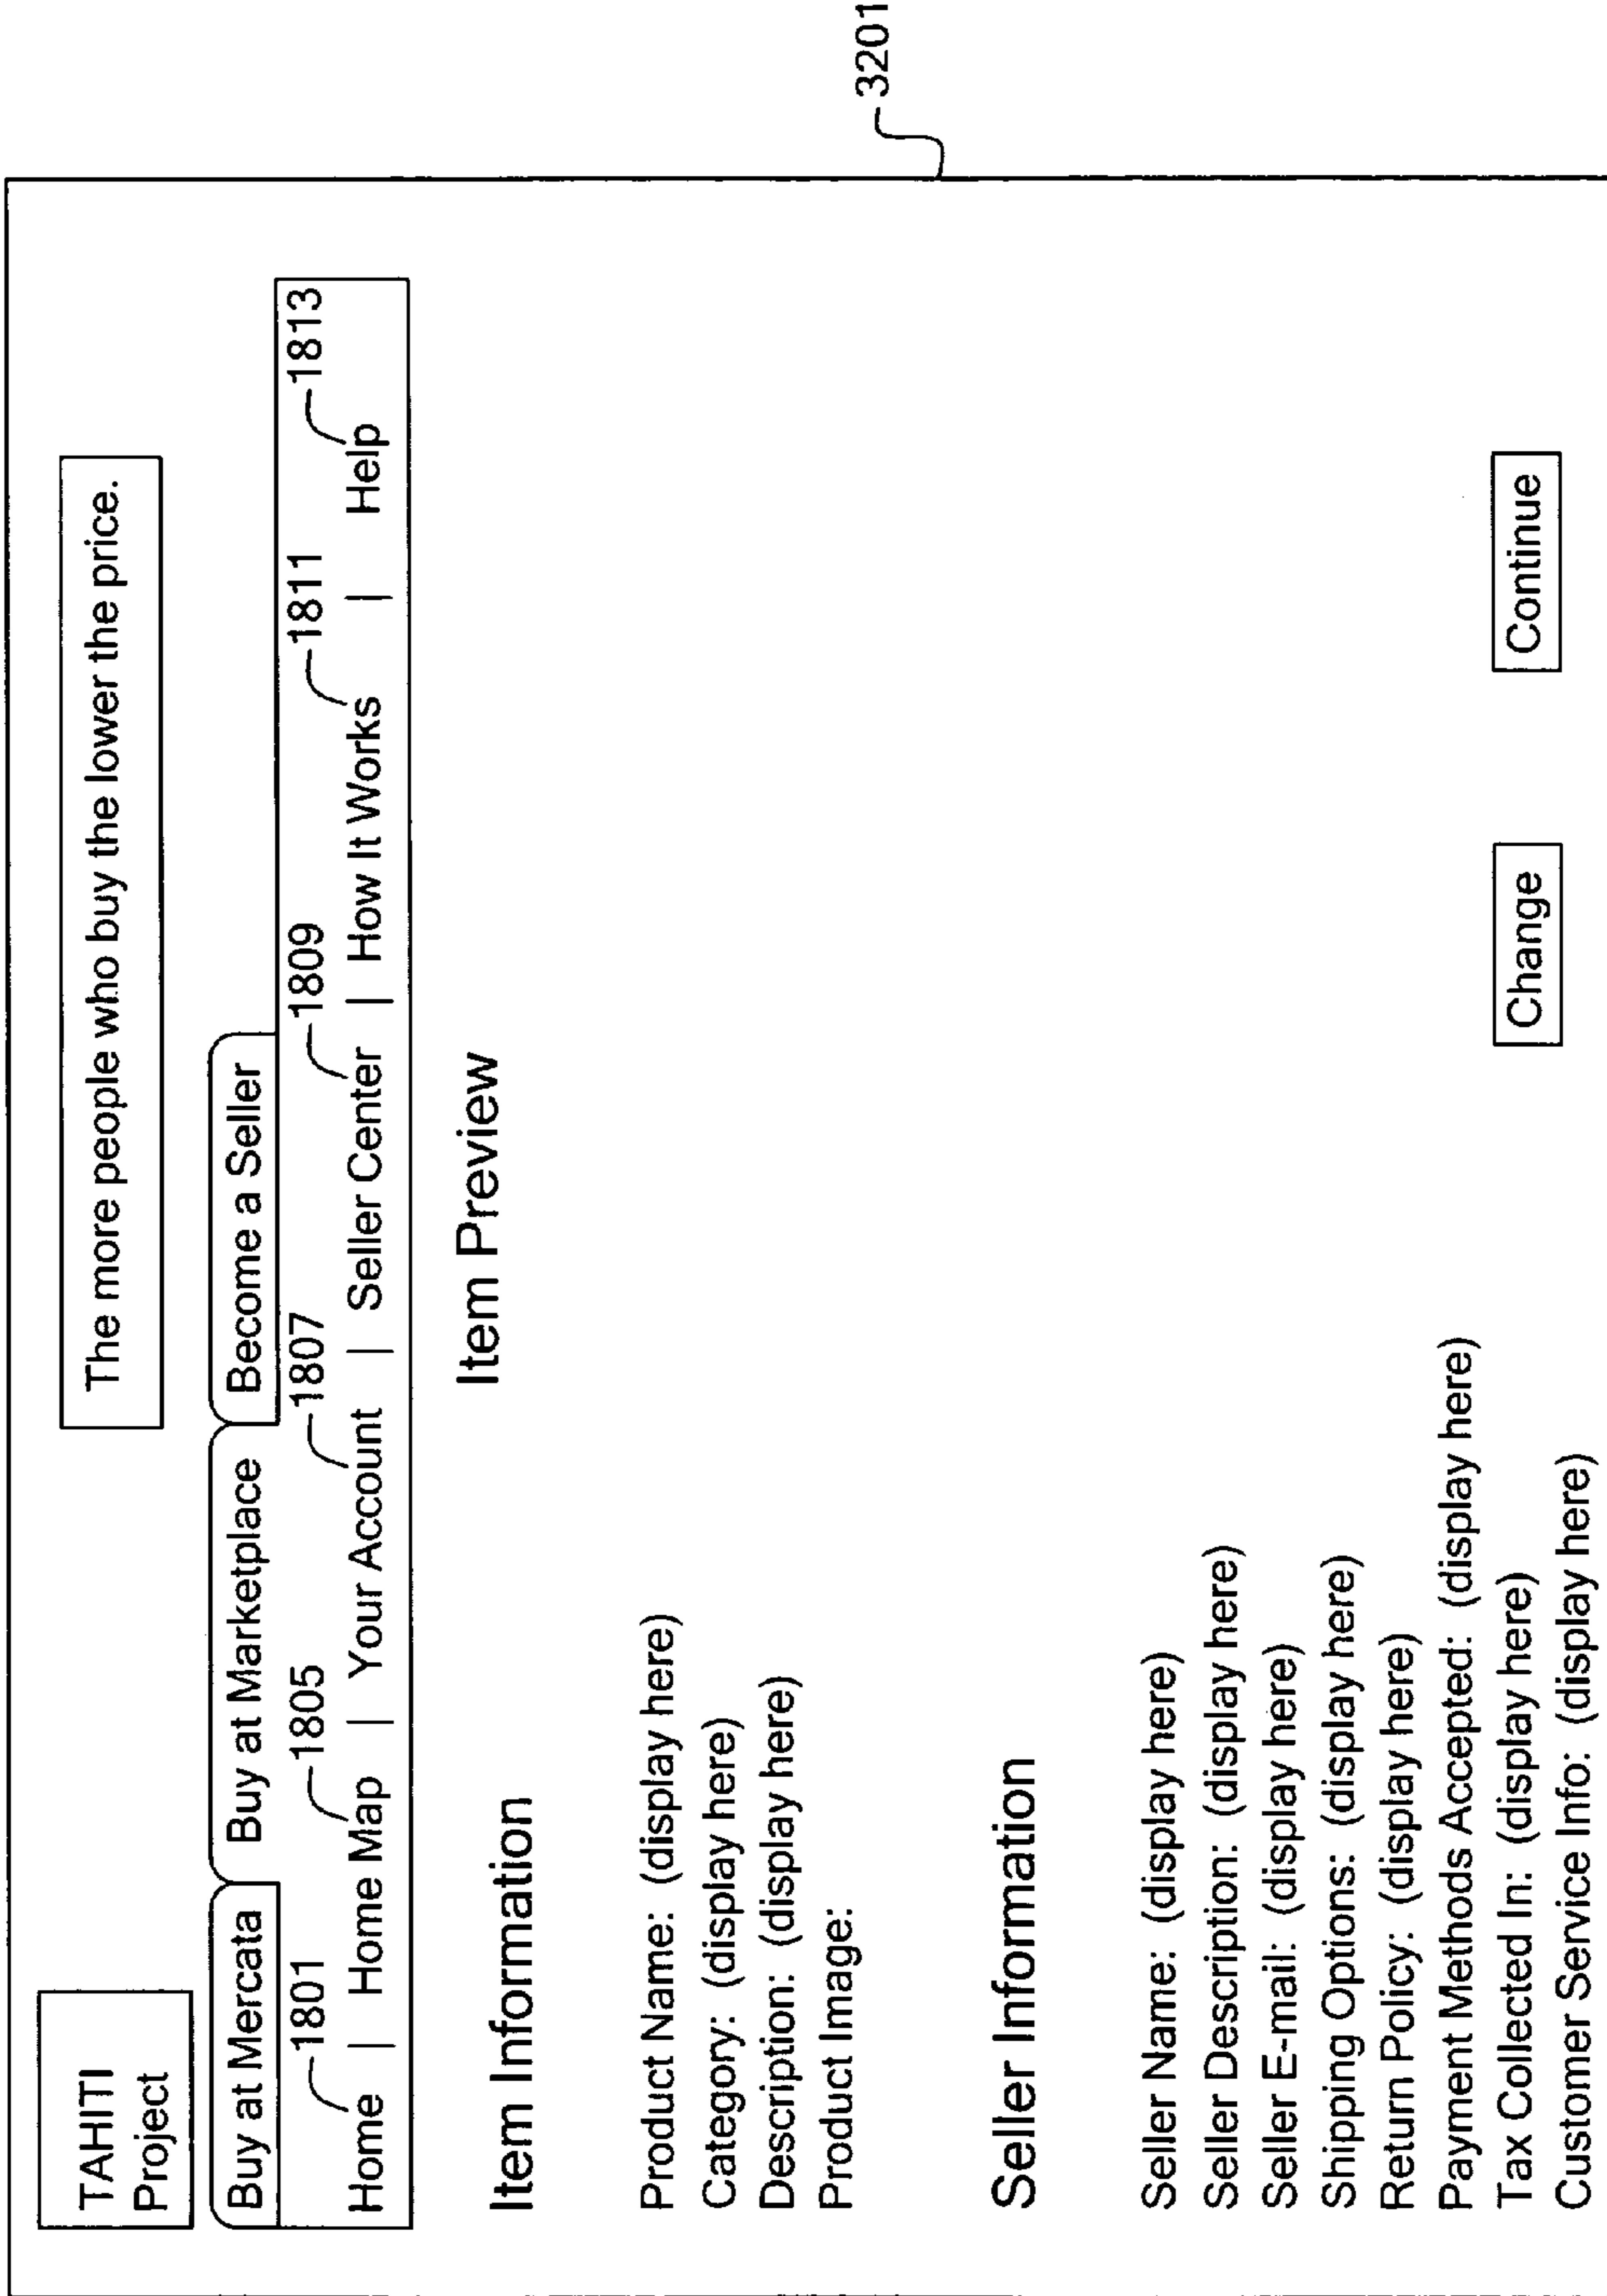 TAHITI
Project
The more people who buy the lower the price.
Buy at Mercata
Buy at Marketplace
Become a Seller
1801
1805
1807
1809
1811
1813
Home | Home Map | Your Account | Seller Center | How It Works | Help
Item Preview
Item Information
Product Name: (display here)
Category: (display here)
Description: (display here)
Product Image:
3201
Seller Information
Seller Name: (display here)
Seller Description: (display here)
Seller E-mail: (display here)
Shipping Options: (display here)
Return Policy: (display here)
Payment Methods Accepted: (display here)
Tax Collected In: (display here)
Customer Service Info: (display here)
Change
Continue